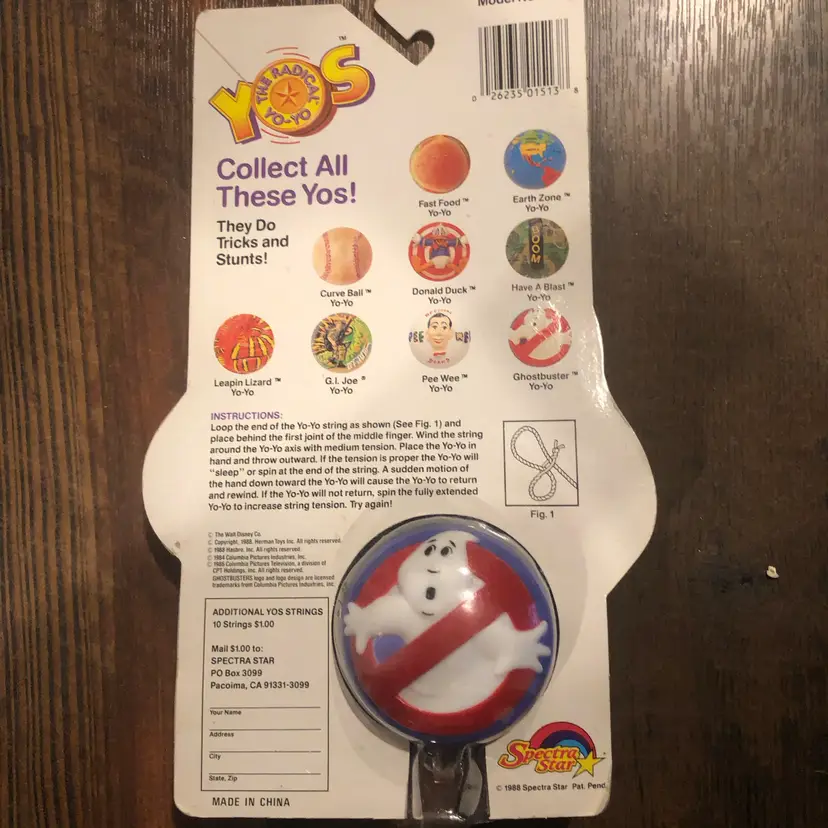 Model No.
0 26235 01513 8
YOS
THE RADICAL YO-YO
™
Collect All
These Yos!
They Do
Tricks and
Stunts!
Fast Food™
Yo-Yo
Earth Zone™
Yo-Yo
Curve Ball™
Yo-Yo
Donald Duck™
Yo-Yo
BOOM
Have A Blast™
Yo-Yo
PEE WEE
Leapin Lizard™
Yo-Yo
G.I. Joe®
Yo-Yo
Pee Wee™
Yo-Yo
Ghostbuster™
Yo-Yo
INSTRUCTIONS:
Loop the end of the Yo-Yo string as shown (See Fig. 1) and
place behind the first joint of the middle finger. Wind the string
around the Yo-Yo axis with medium tension. Place the Yo-Yo in
hand and throw outward. If the tension is proper the Yo-Yo will
"sleep" or spin at the end of the string. A sudden motion of
the hand down toward the Yo-Yo will cause the Yo-Yo to return
and rewind. If the Yo-Yo will not return, spin the fully extended
Yo-Yo to increase string tension. Try again!
Fig. 1
© The Walt Disney Co.
© Copyright, 1988. Herman Toys Inc. All rights reserved.
© 1988 Hasbro. Inc. All rights reserved.
© 1984 Columbia Pictures Industries, Inc.
© 1986 Columbia Pictures Television, a division of
CPT Holdings, Inc. All rights reserved.
GHOSTBUSTERS logo and logo design are licensed
trademarks from Columbia Pictures Industries, Inc.
ADDITIONAL YOS STRINGS
10 Strings $1.00
Mail $1.00 to:
SPECTRA STAR
PO Box 3099
Pacoima, CA 91331-3099
Your Name
Address
City
State, Zip
MADE IN CHINA
Spectra
Star
© 1988 Spectra Star Pat. Pend.